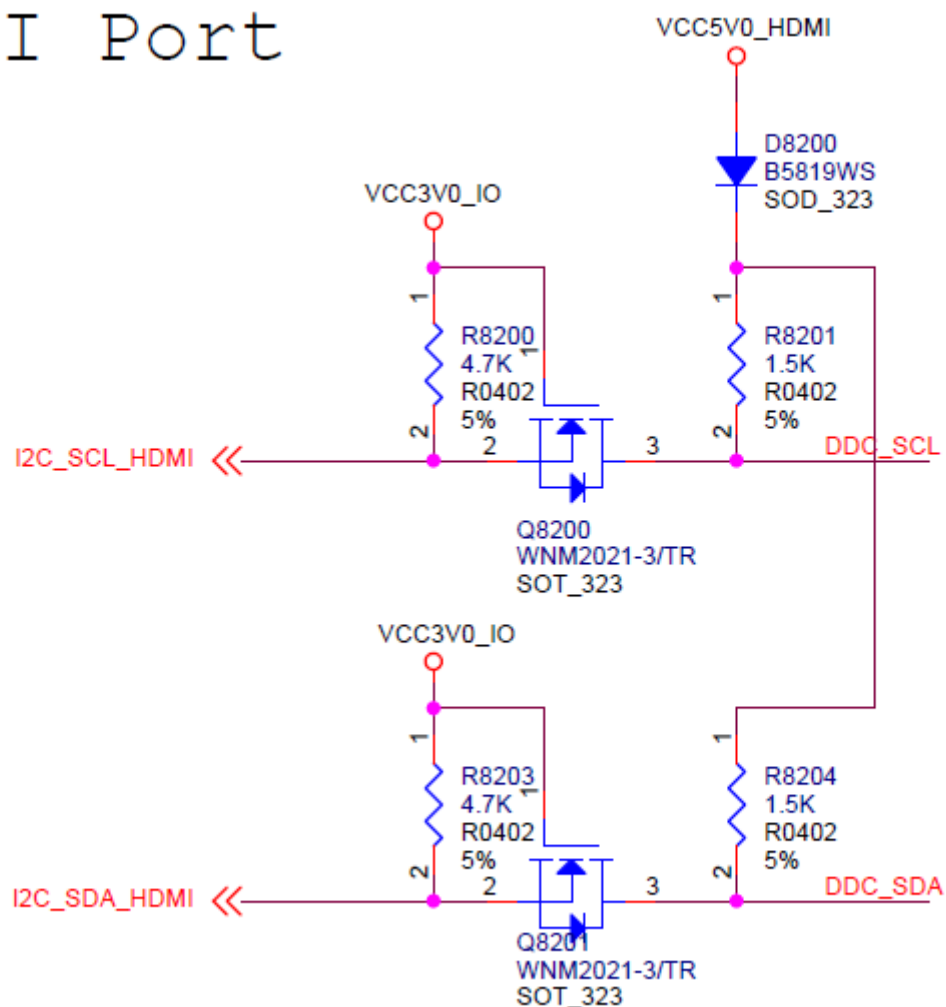 I Port
VCC5V0_HDMI
D8200
B5819WS
SOD_323
VCC3V0_IO
1
R8200
4.7K
R0402
5%
2
1
2
3
1
R8201
1.5K
R0402
5%
2
I2C_SCL_HDMI
DDC_SCL
Q8200
WNM2021-3/TR
SOT_323
VCC3V0_IO
1
R8203
4.7K
R0402
5%
2
1
2
3
1
R8204
1.5K
R0402
5%
2
I2C_SDA_HDMI
DDC_SDA
Q8201
WNM2021-3/TR
SOT_323